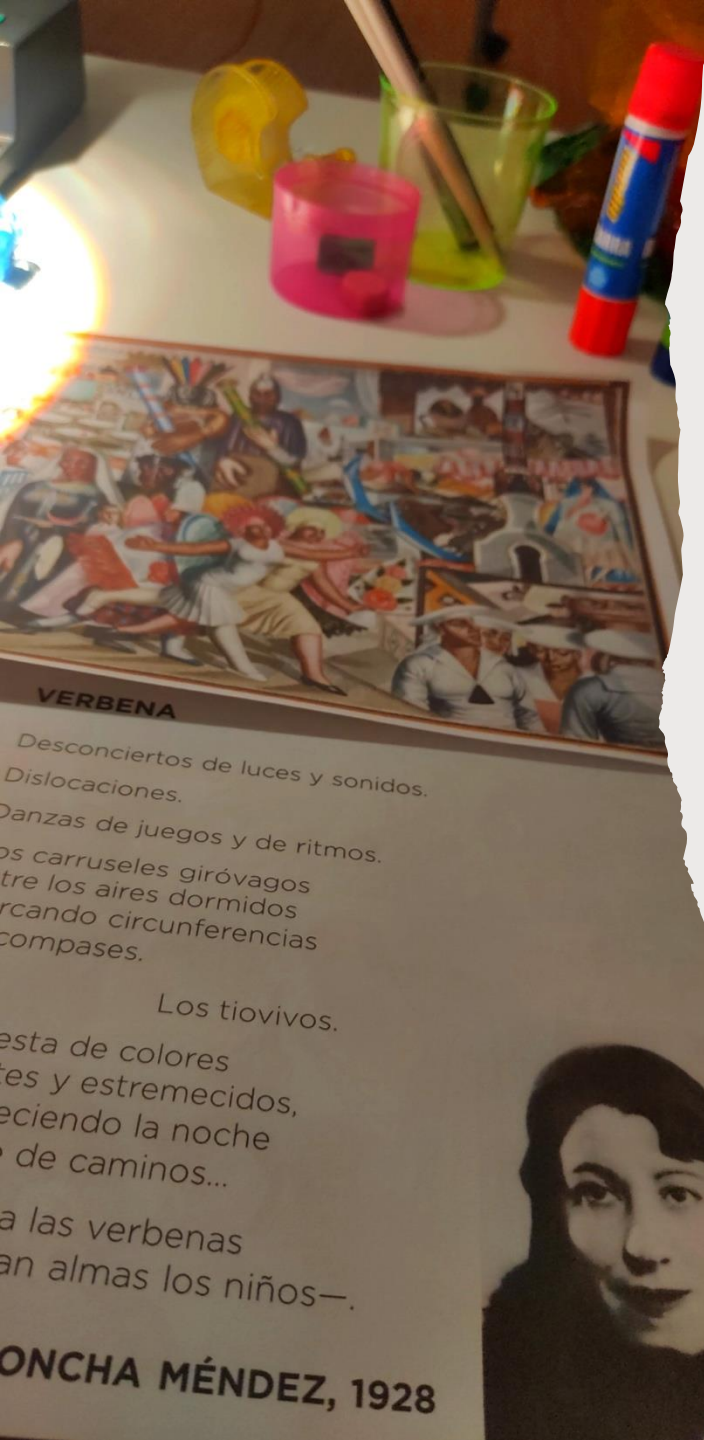 VERBENA
Desconciertos de luces y sonidos.
Dislocaciones.
Danzas de juegos y de ritmos.
os carruseles giróvagos
tre los aires dormidos
rcando circunferencias
compases.
Los tiovivos.
esta de colores
tes y estremecidos,
eciendo la noche
de caminos...
a las verbenas
an almas los niños—.
ONCHA MÉNDEZ, 1928